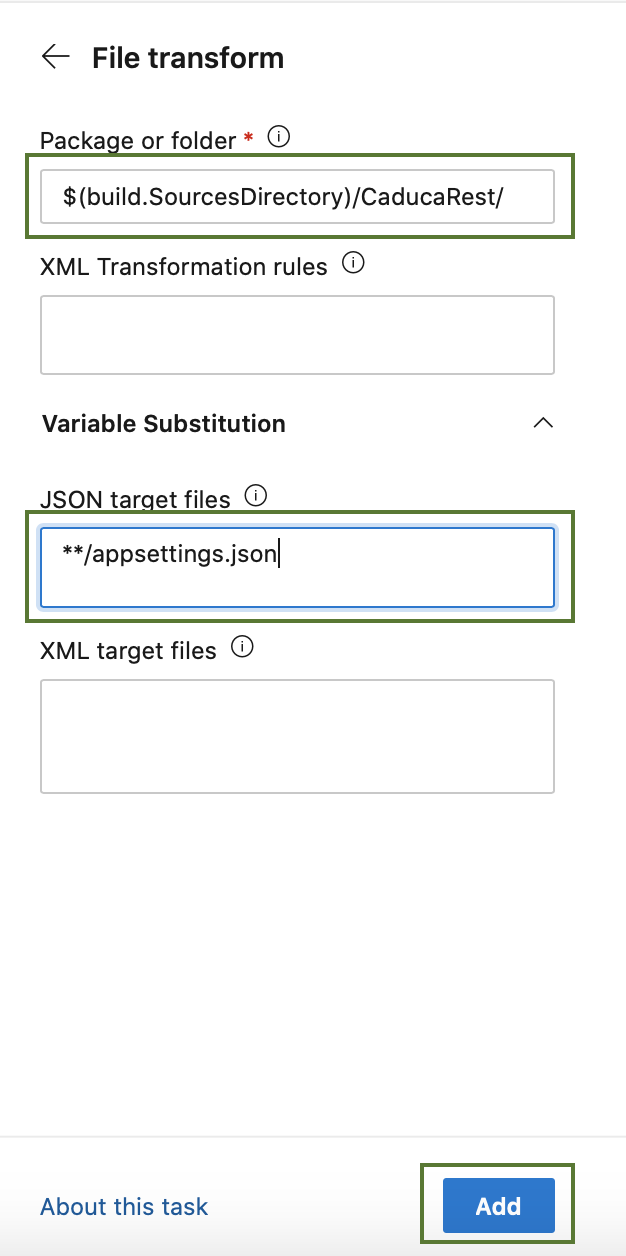 File transform
Package or folder *
$(build.SourcesDirectory)/CaducaRest/
XML Transformation rules
Variable Substitution
JSON target files
**/appsettings.json
XML target files
About this task
Add